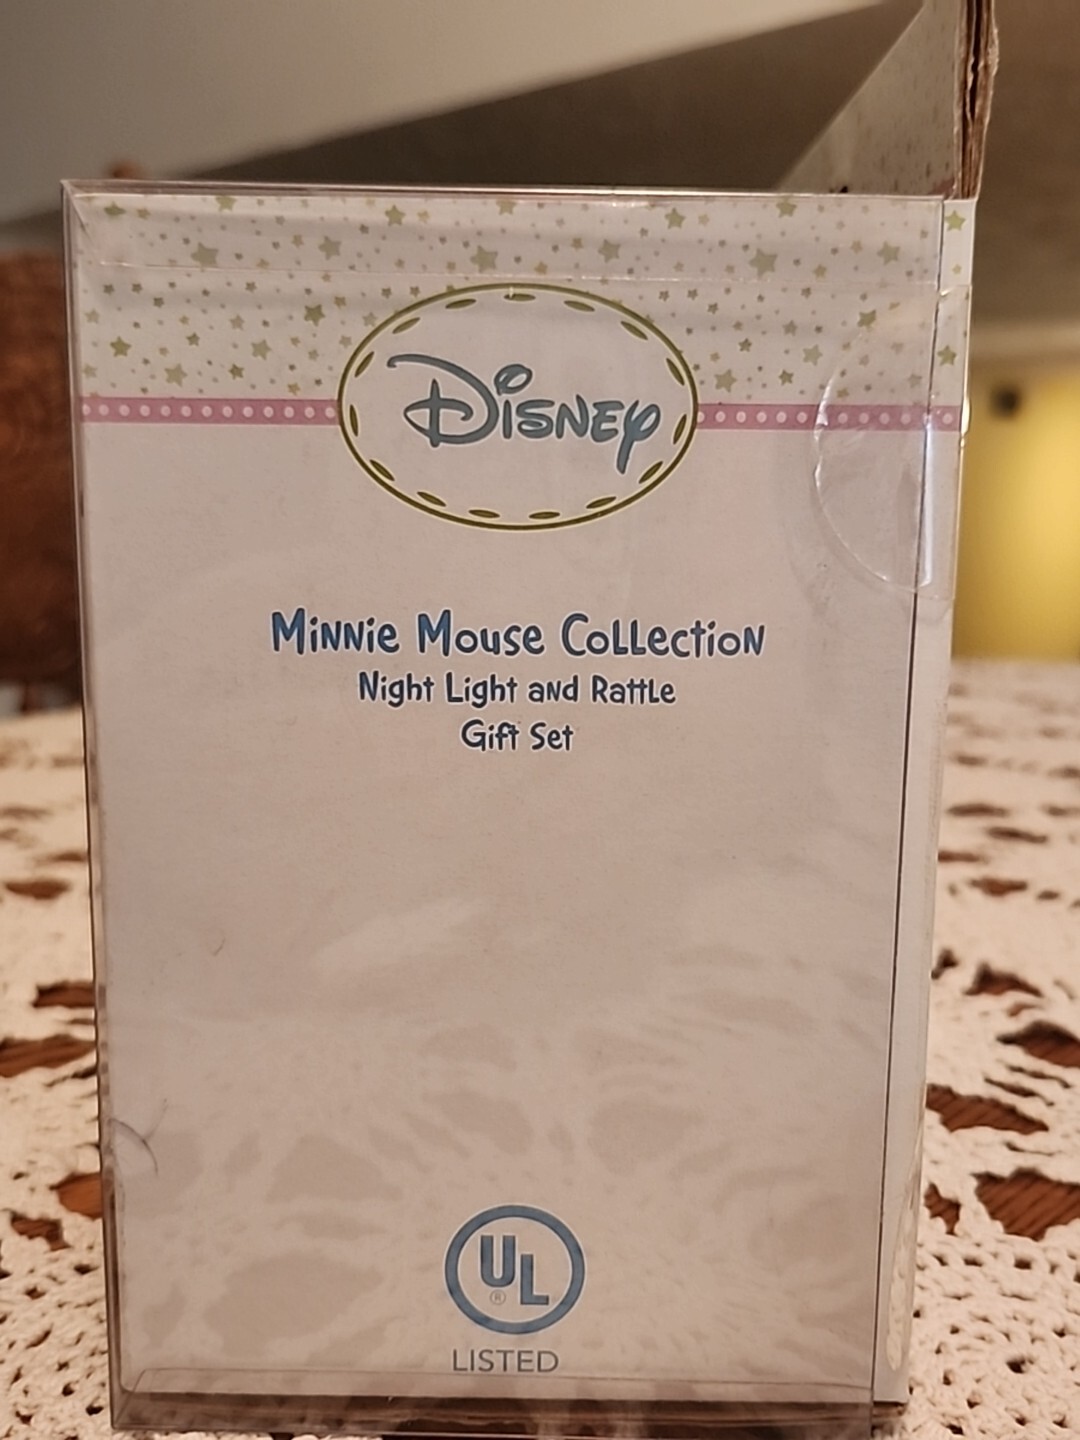 Disney
Minnie Mouse Collection
Night Light and Rattle
Gift Set
UL
®
LISTED